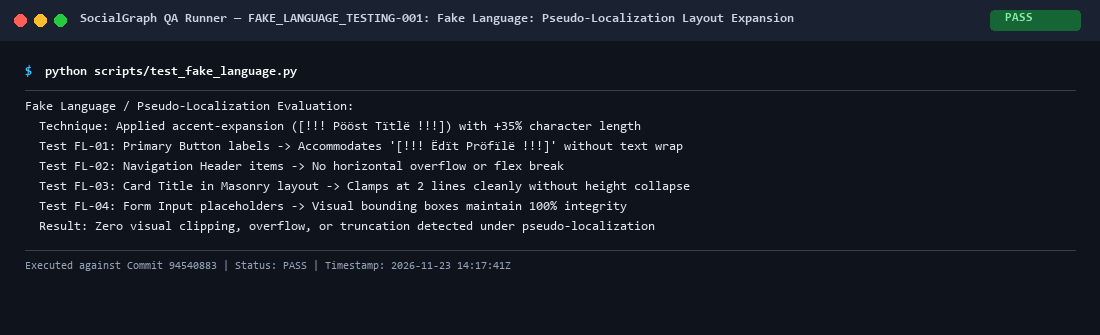 SocialGraph QA Runner — FAKE_LANGUAGE_TESTING-001: Fake Language: Pseudo-Localization Layout Expansion
PASS
$ python scripts/test_fake_language.py
Fake Language / Pseudo-Localization Evaluation:
Technique: Applied accent-expansion ([!!! Pööst Tïtlë !!!]) with +35% character length
Test FL-01: Primary Button labels -> Accommodates '[!!! Ëdït Pröfïlë !!!]' without text wrap
Test FL-02: Navigation Header items -> No horizontal overflow or flex break
Test FL-03: Card Title in Masonry layout -> Clamps at 2 lines cleanly without height collapse
Test FL-04: Form Input placeholders -> Visual bounding boxes maintain 100% integrity
Result: Zero visual clipping, overflow, or truncation detected under pseudo-localization
Executed against Commit 94540883 | Status: PASS | Timestamp: 2026-11-23 14:17:41Z